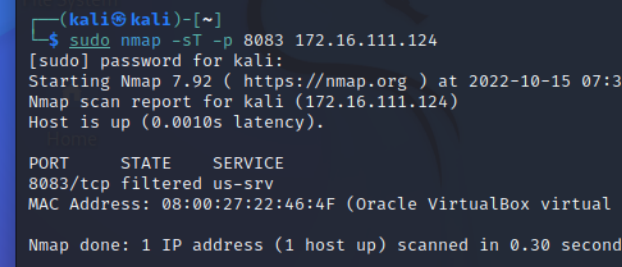 (kali㉿kali)-[~]
$ sudo nmap -sT -p 8083 172.16.111.124
[sudo] password for kali:
Starting Nmap 7.92 ( https://nmap.org ) at 2022-10-15 07:3
Nmap scan report for kali (172.16.111.124)
Host is up (0.0010s latency).
Home
PORT     STATE    SERVICE
8083/tcp filtered us-srv
MAC Address: 08:00:27:22:46:4F (Oracle VirtualBox virtual
Nmap done: 1 IP address (1 host up) scanned in 0.30 second